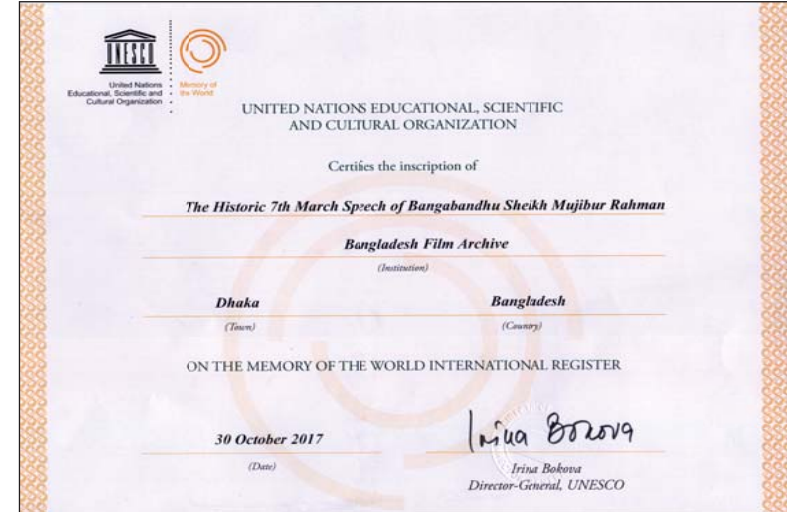 UNESCO
United Nations
Educational, Scientific and
Cultural Organization
Memory of
the World
UNITED NATIONS EDUCATIONAL, SCIENTIFIC
AND CULTURAL ORGANIZATION
Certifies the inscription of
The Historic 7th March Speech of Bangabandhu Sheikh Mujibur Rahman
Bangladesh Film Archive
(Institution)
Dhaka
Bangladesh
(Town)
(Country)
ON THE MEMORY OF THE WORLD INTERNATIONAL REGISTER
Irina Bokova
30 October 2017
(Date)
Irina Bokova
Director-General, UNESCO